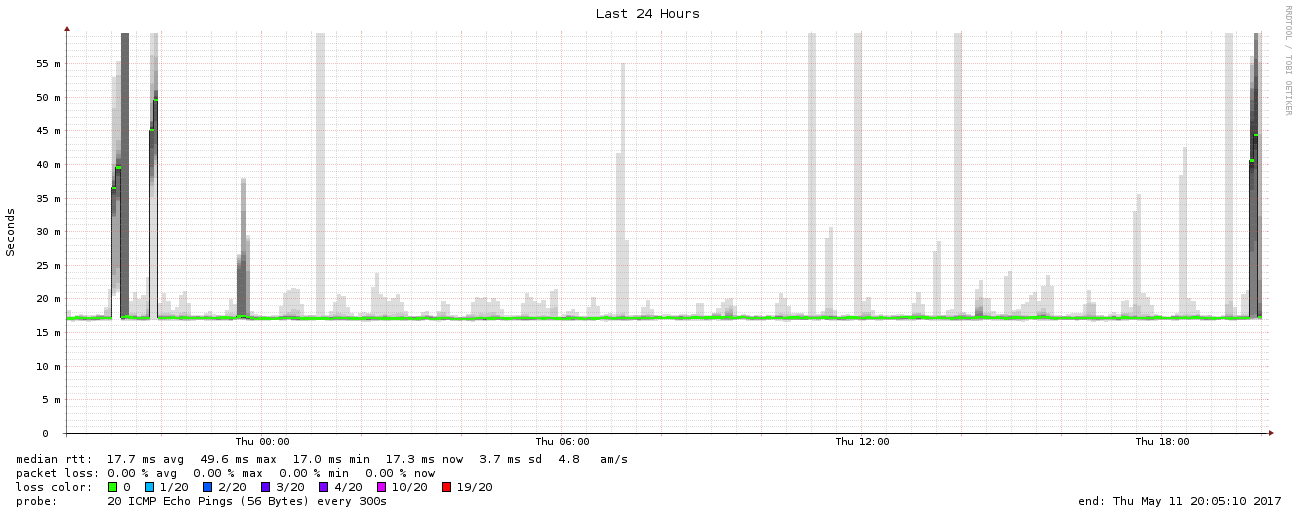 Last 24 Hours
RRDTOOL / TOBI OETIKER
Seconds
55 m
50 m
45 m
40 m
35 m
30 m
25 m
20 m
15 m
10 m
5 m
0
Thu 00:00 Thu 06:00 Thu 12:00 Thu 18:00
median rtt: 17.7 ms avg 49.6 ms max 17.0 ms min 17.3 ms now 3.7 ms sd 4.8 am/s
packet loss: 0.00 % avg 0.00 % max 0.00 % min 0.00 % now
loss color: 0 1/20 2/20 3/20 4/20 10/20 19/20
probe: 20 ICMP Echo Pings (56 Bytes) every 300s end: Thu May 11 20:05:10 2017